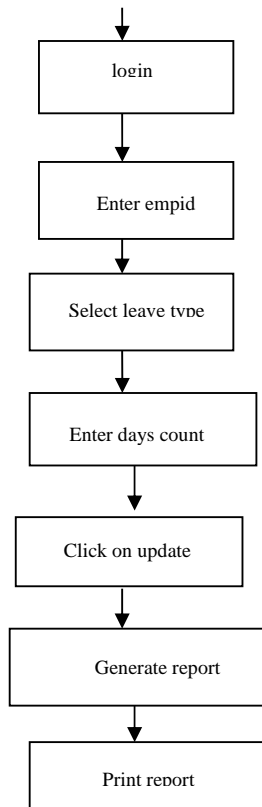 login
Enter empid
Select leave type
Enter days count
Click on update
Generate report
Print report